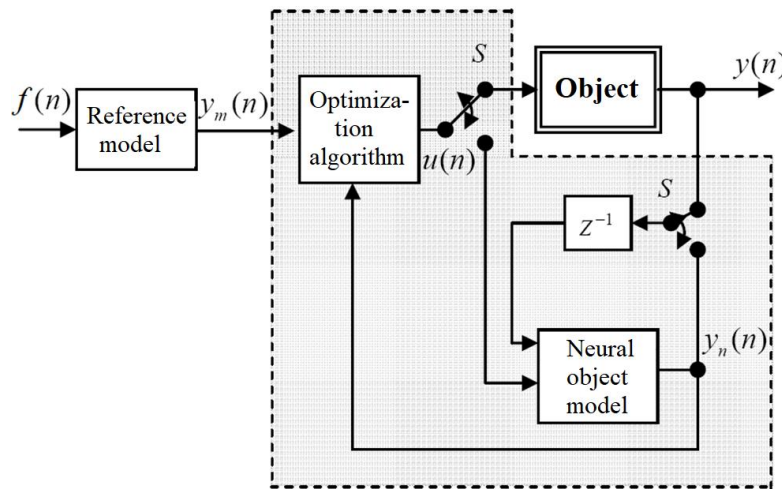 f(n)
Reference
model
y_m(n)
Optimiza-
tion
algorithm
S
u(n)
Object
y(n)
S
Z^{-1}
Neural
object
model
y_n(n)